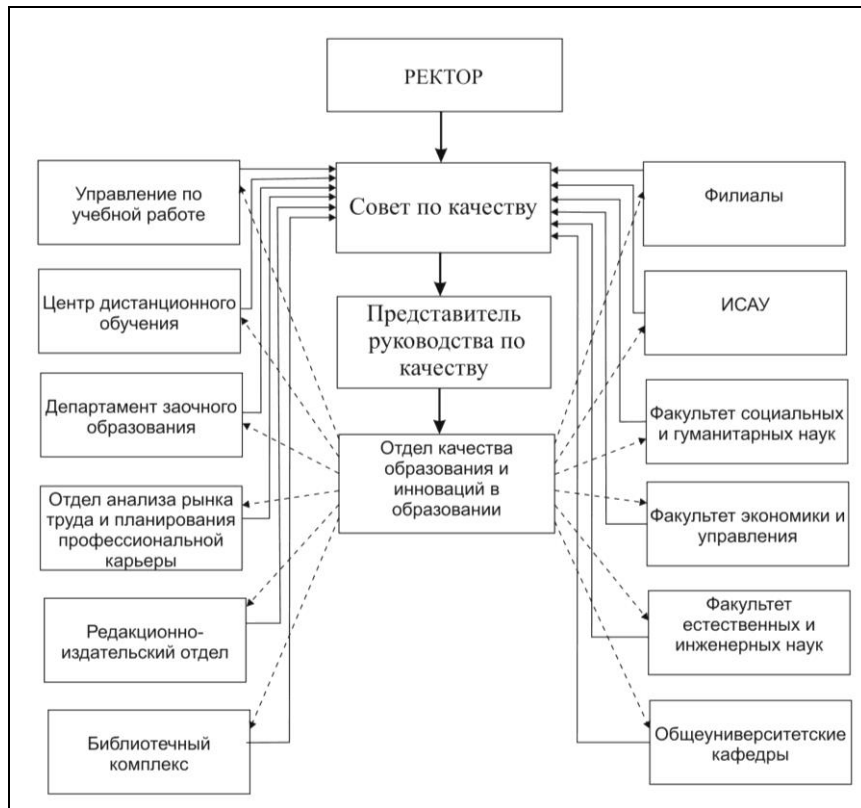 РЕКТОР
Управление по
учебной работе
Совет по качеству
Филиалы
Центр дистанционного
обучения
Представитель
руководства по
качеству
ИСАУ
Департамент заочного
образования
Отдел качества
образования и
инноваций в
образовании
Факультет социальных
и гуманитарных наук
Отдел анализа рынка
труда и планирования
профессиональной
карьеры
Факультет экономики и
управления
Редакционно-
издательский отдел
Факультет
естественных и
инженерных наук
Библиотечный
комплекс
Общеуниверситетские
кафедры